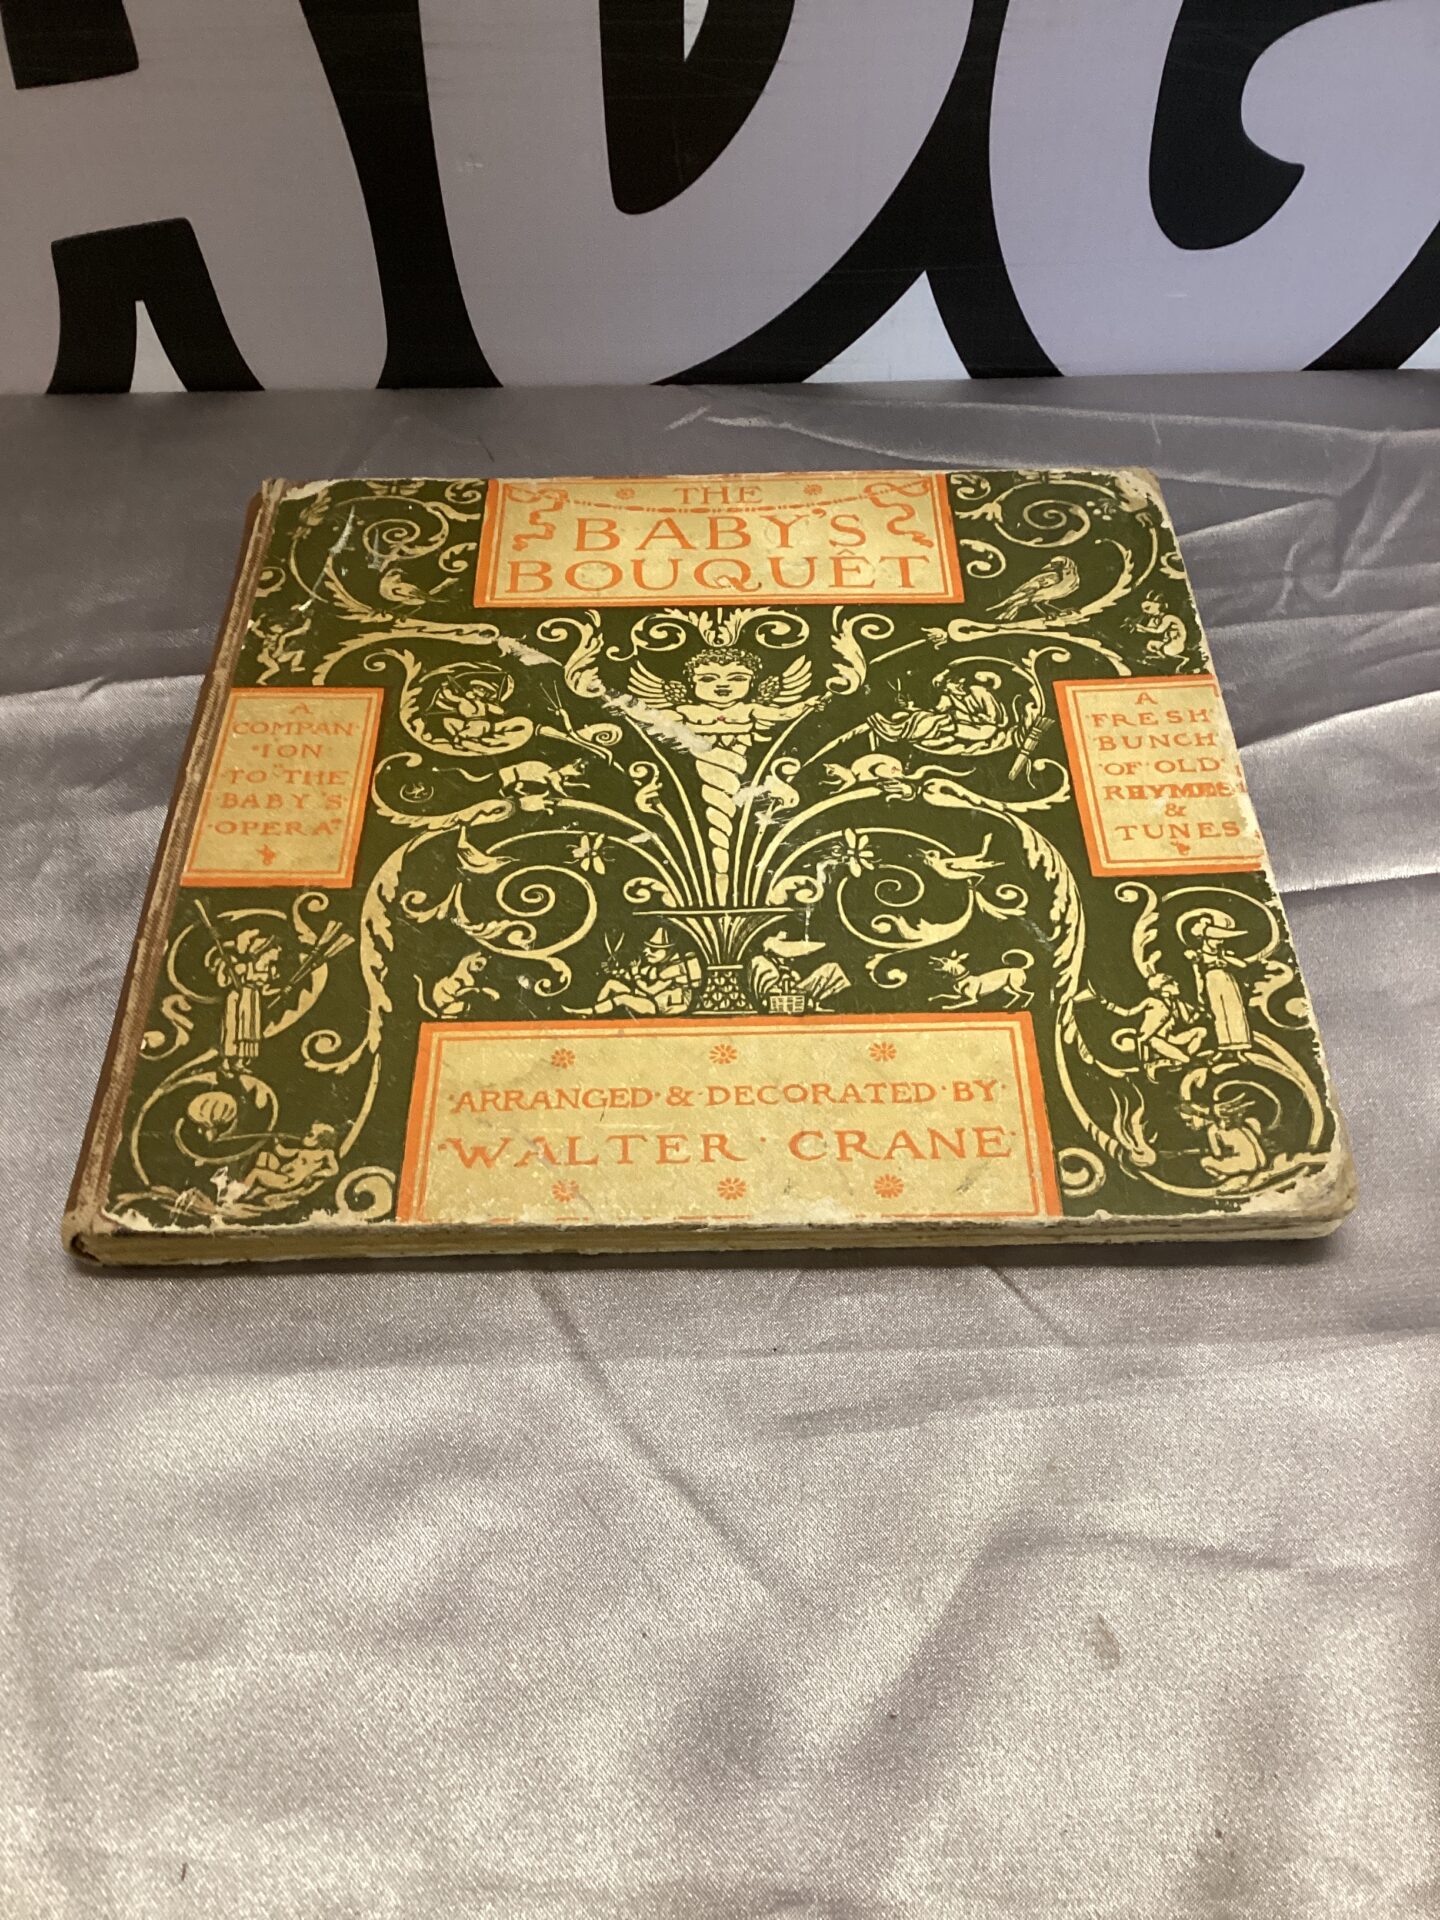 THE
BABY'S
BOUQUÊT
A
COMPAN
·ION·
·TO·THE
BABY'S
·OPERA·
A
·FRESH·
BUNCH
·OF·OLD·
RHYMES
&
TUNES
·ARRANGED·&·DECORATED·BY·
·WALTER·CRANE·